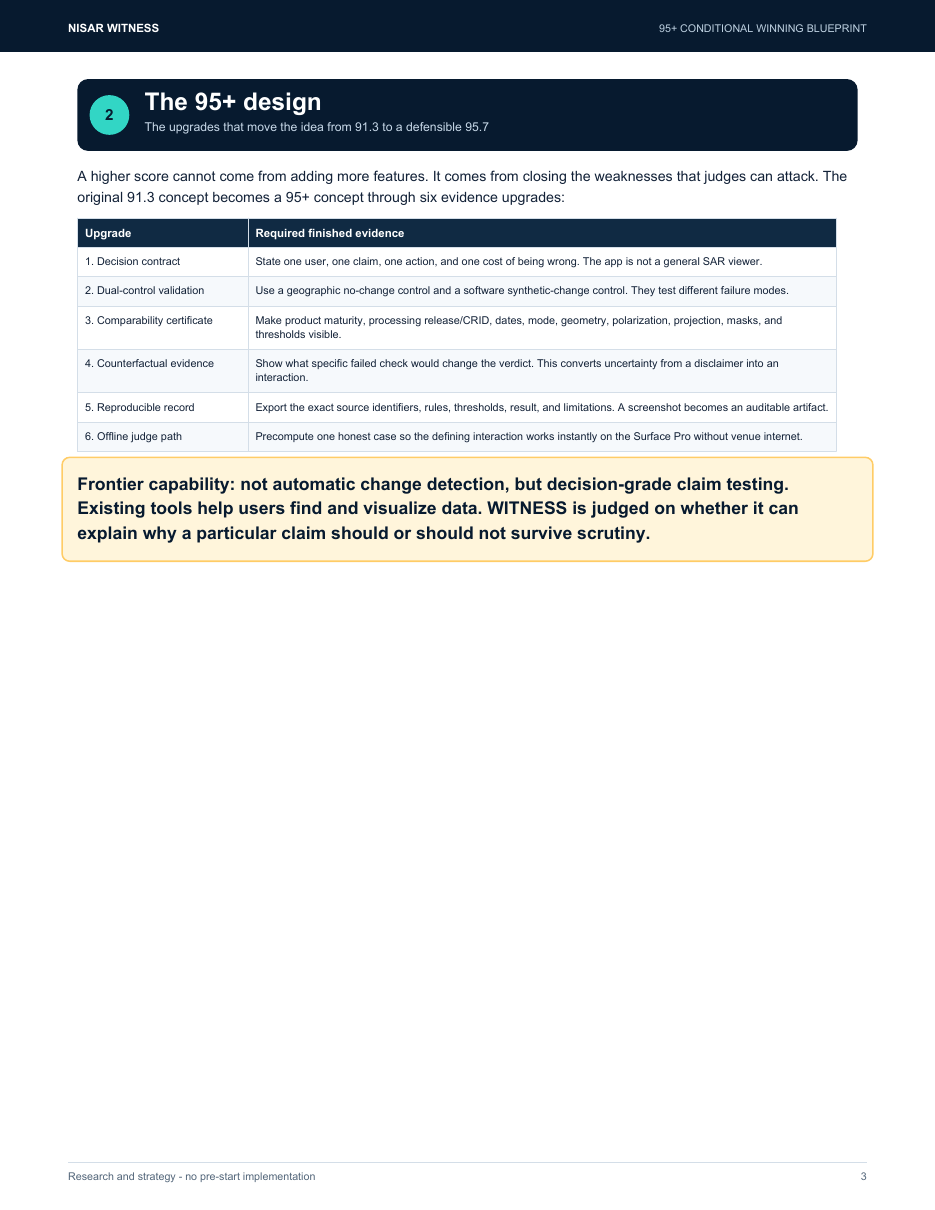 NISAR WITNESS
95+ CONDITIONAL WINNING BLUEPRINT
2
The 95+ design
The upgrades that move the idea from 91.3 to a defensible 95.7
A higher score cannot come from adding more features. It comes from closing the weaknesses that judges can attack. The
original 91.3 concept becomes a 95+ concept through six evidence upgrades:
Upgrade
Required finished evidence
1. Decision contract
State one user, one claim, one action, and one cost of being wrong. The app is not a general SAR viewer.
2. Dual-control validation
Use a geographic no-change control and a software synthetic-change control. They test different failure modes.
3. Comparability certificate
Make product maturity, processing release/CRID, dates, mode, geometry, polarization, projection, masks, and
thresholds visible.
4. Counterfactual evidence
Show what specific failed check would change the verdict. This converts uncertainty from a disclaimer into an
interaction.
5. Reproducible record
Export the exact source identifiers, rules, thresholds, result, and limitations. A screenshot becomes an auditable artifact.
6. Offline judge path
Precompute one honest case so the defining interaction works instantly on the Surface Pro without venue internet.
Frontier capability: not automatic change detection, but decision-grade claim testing.
Existing tools help users find and visualize data. WITNESS is judged on whether it can
explain why a particular claim should or should not survive scrutiny.
Research and strategy - no pre-start implementation
3